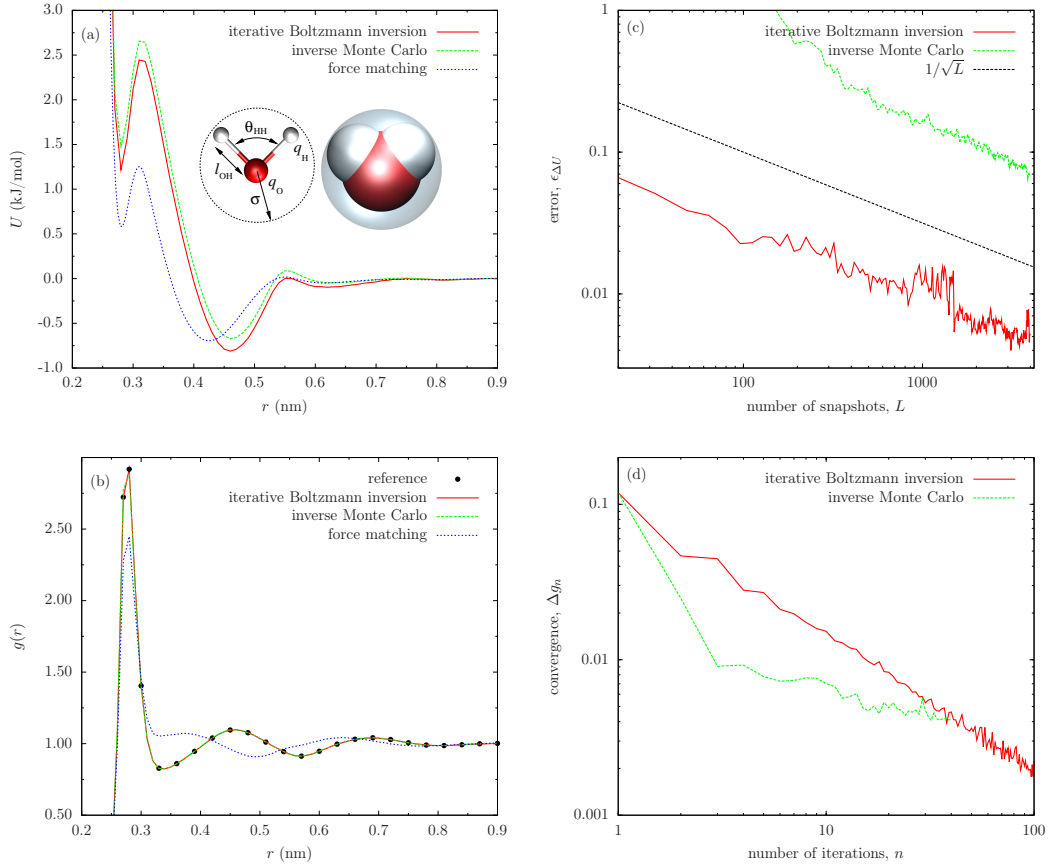 (a)
iterative Boltzmann inversion
inverse Monte Carlo
force matching
θHH
qH
lOH
qO
σ
U (kJ/mol)
3.0
2.5
2.0
1.5
1.0
0.5
0.0
-0.5
-1.0
0.2 0.3 0.4 0.5 0.6 0.7 0.8 0.9
r (nm)
(c)
iterative Boltzmann inversion
inverse Monte Carlo
1/√L
error, ϵΔU
1
0.1
0.01
100 1000
number of snapshots, L
(b)
reference
iterative Boltzmann inversion
inverse Monte Carlo
force matching
g(r)
2.50
2.00
1.50
1.00
0.50
0.2 0.3 0.4 0.5 0.6 0.7 0.8 0.9
r (nm)
(d)
iterative Boltzmann inversion
inverse Monte Carlo
convergence, Δgn
0.1
0.01
0.001
1 10 100
number of iterations, n